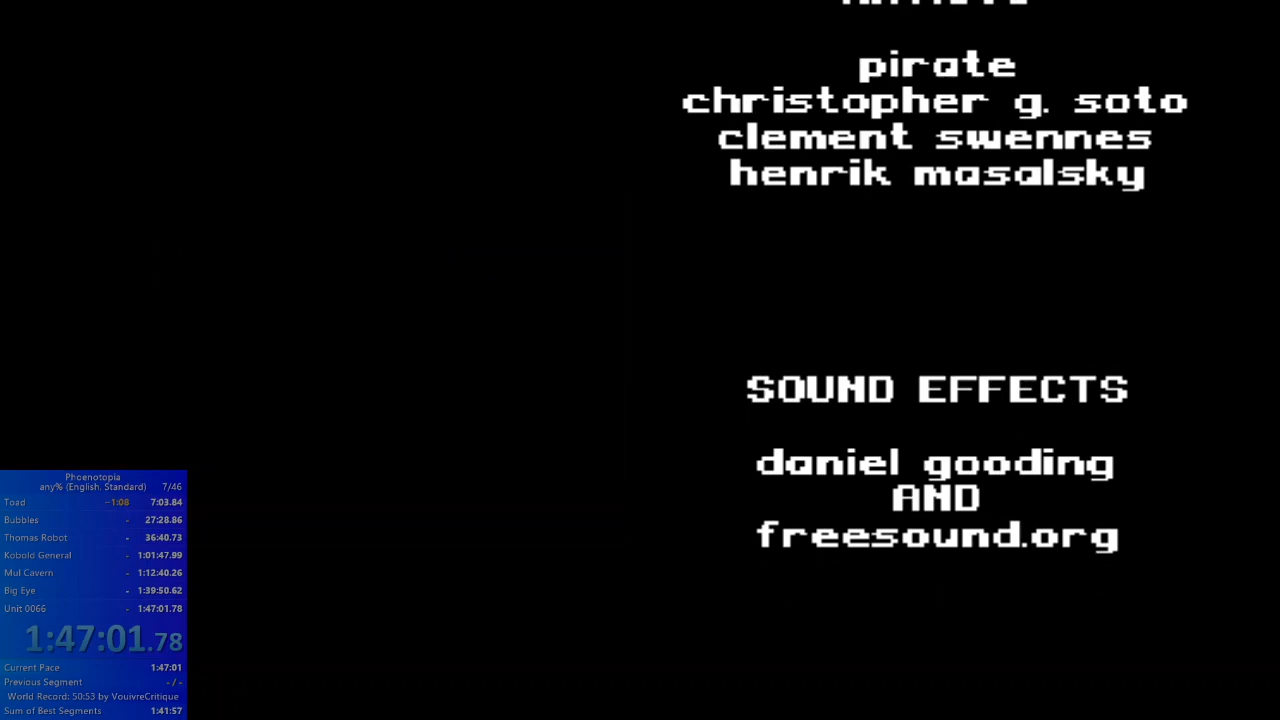 pirate
christopher g. soto
clement swennes
henrik masalsky
SOUND EFFECTS
daniel gooding
AND
freesound.org
Phoenotopia
any% (English, Standard) 7/46
Toad -1:08 7:03.84
Bubbles - 27:28.86
Thomas Robot - 36:40.73
Kobold General - 1:01:47.99
Mul Cavern - 1:12:40.26
Big Eye - 1:39:50.62
Unit 0066 - 1:47:01.78
1:47:01.78
Current Pace 1:47:01
Previous Segment - / -
World Record: 50:53 by VouivreCritique
Sum of Best Segments 1:41:57